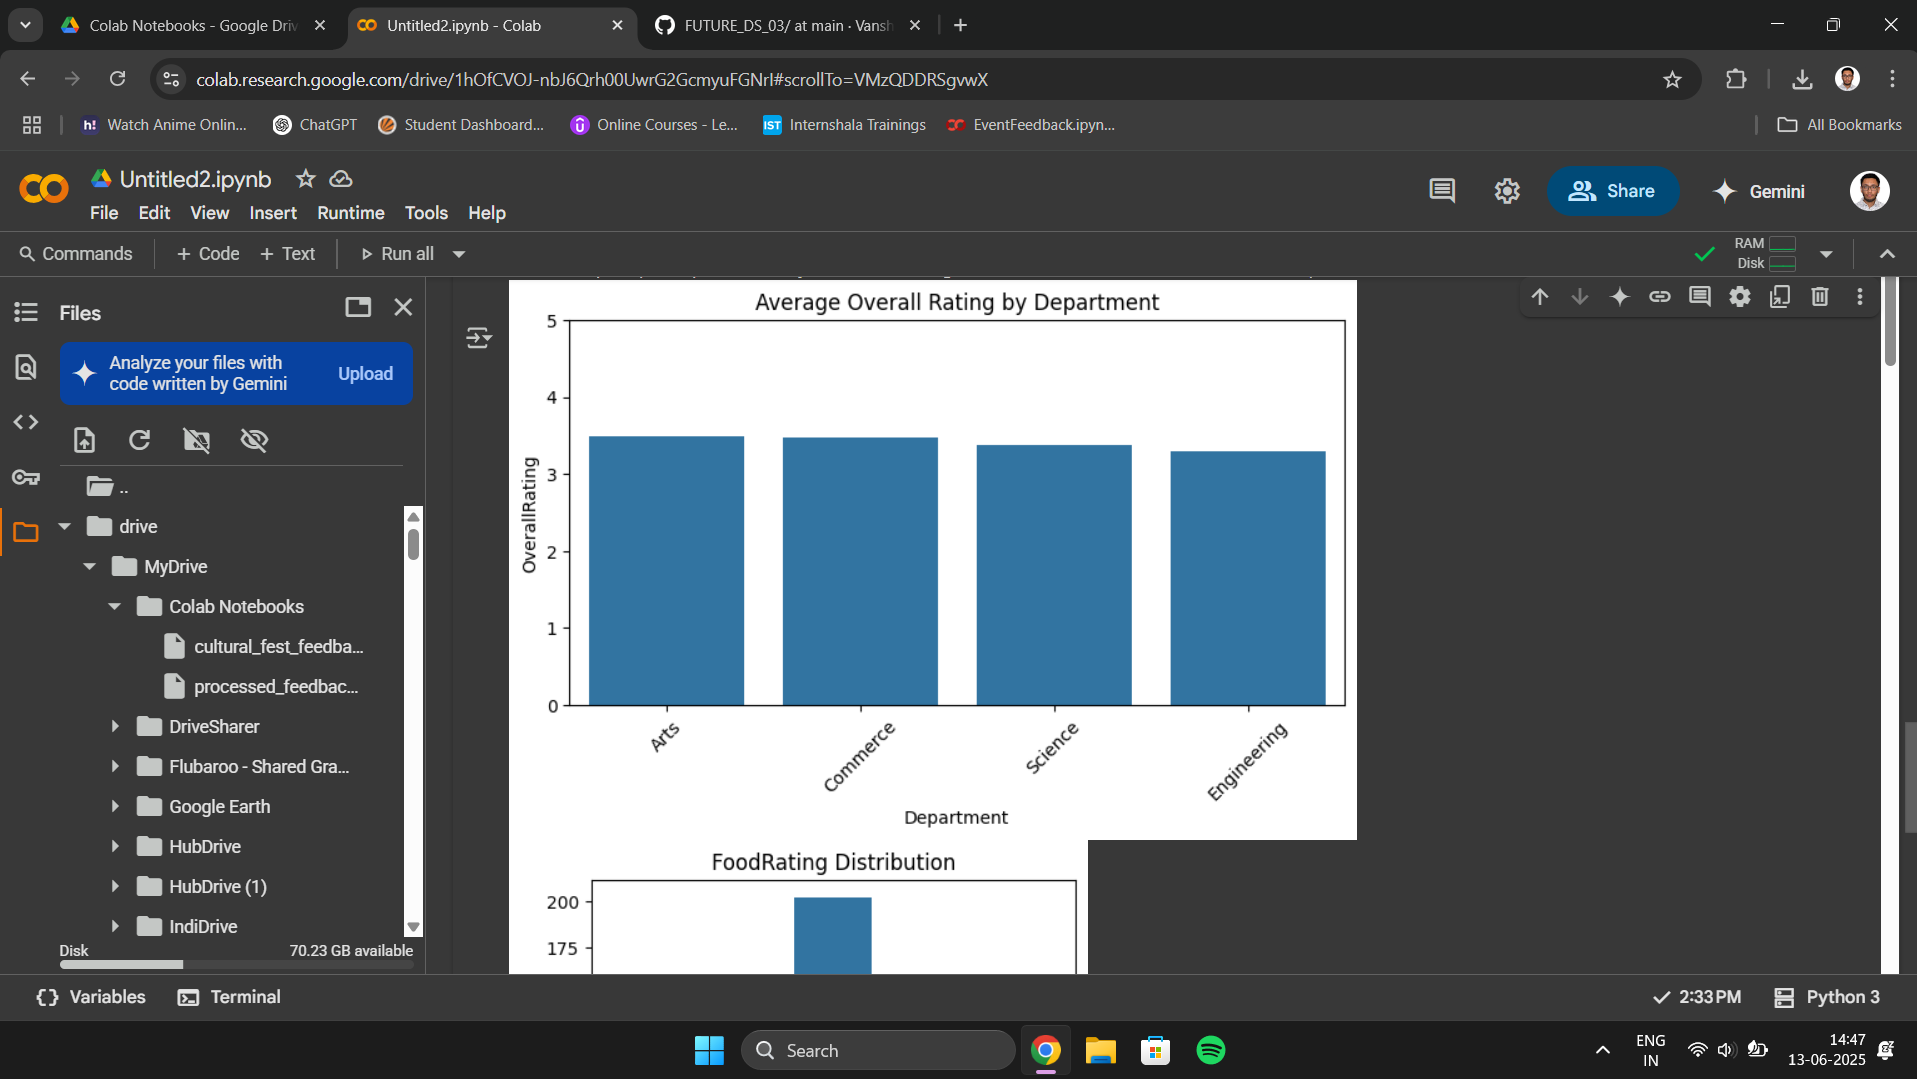 Colab Notebooks - Google Driv
Untitled2.ipynb - Colab
FUTURE_DS_03/ at main · Vansh
colab.research.google.com/drive/1hOfCVOJ-nbJ6Qrh00UwrG2GcmyuFGNrI#scrollTo=VMzQDDRSgvwX
h! Watch Anime Onlin...
ChatGPT
Student Dashboard...
Online Courses - Le...
IST Internshala Trainings
EventFeedback.ipyn...
All Bookmarks
Untitled2.ipynb
File Edit View Insert Runtime Tools Help
Share
Gemini
Commands
+ Code + Text
Run all
RAM
Disk
Files
Analyze your files with
code written by Gemini
Upload
..
drive
MyDrive
Colab Notebooks
cultural_fest_feedba...
processed_feedbac...
DriveSharer
Flubaroo - Shared Gra...
Google Earth
HubDrive
HubDrive (1)
IndiDrive
Disk 70.23 GB available
Average Overall Rating by Department
5
4
3
2
1
0
OverallRating
Arts
Commerce
Science
Engineering
Department
FoodRating Distribution
200
175
Variables
Terminal
2:33 PM
Python 3
Search
ENG
IN
14:47
13-06-2025